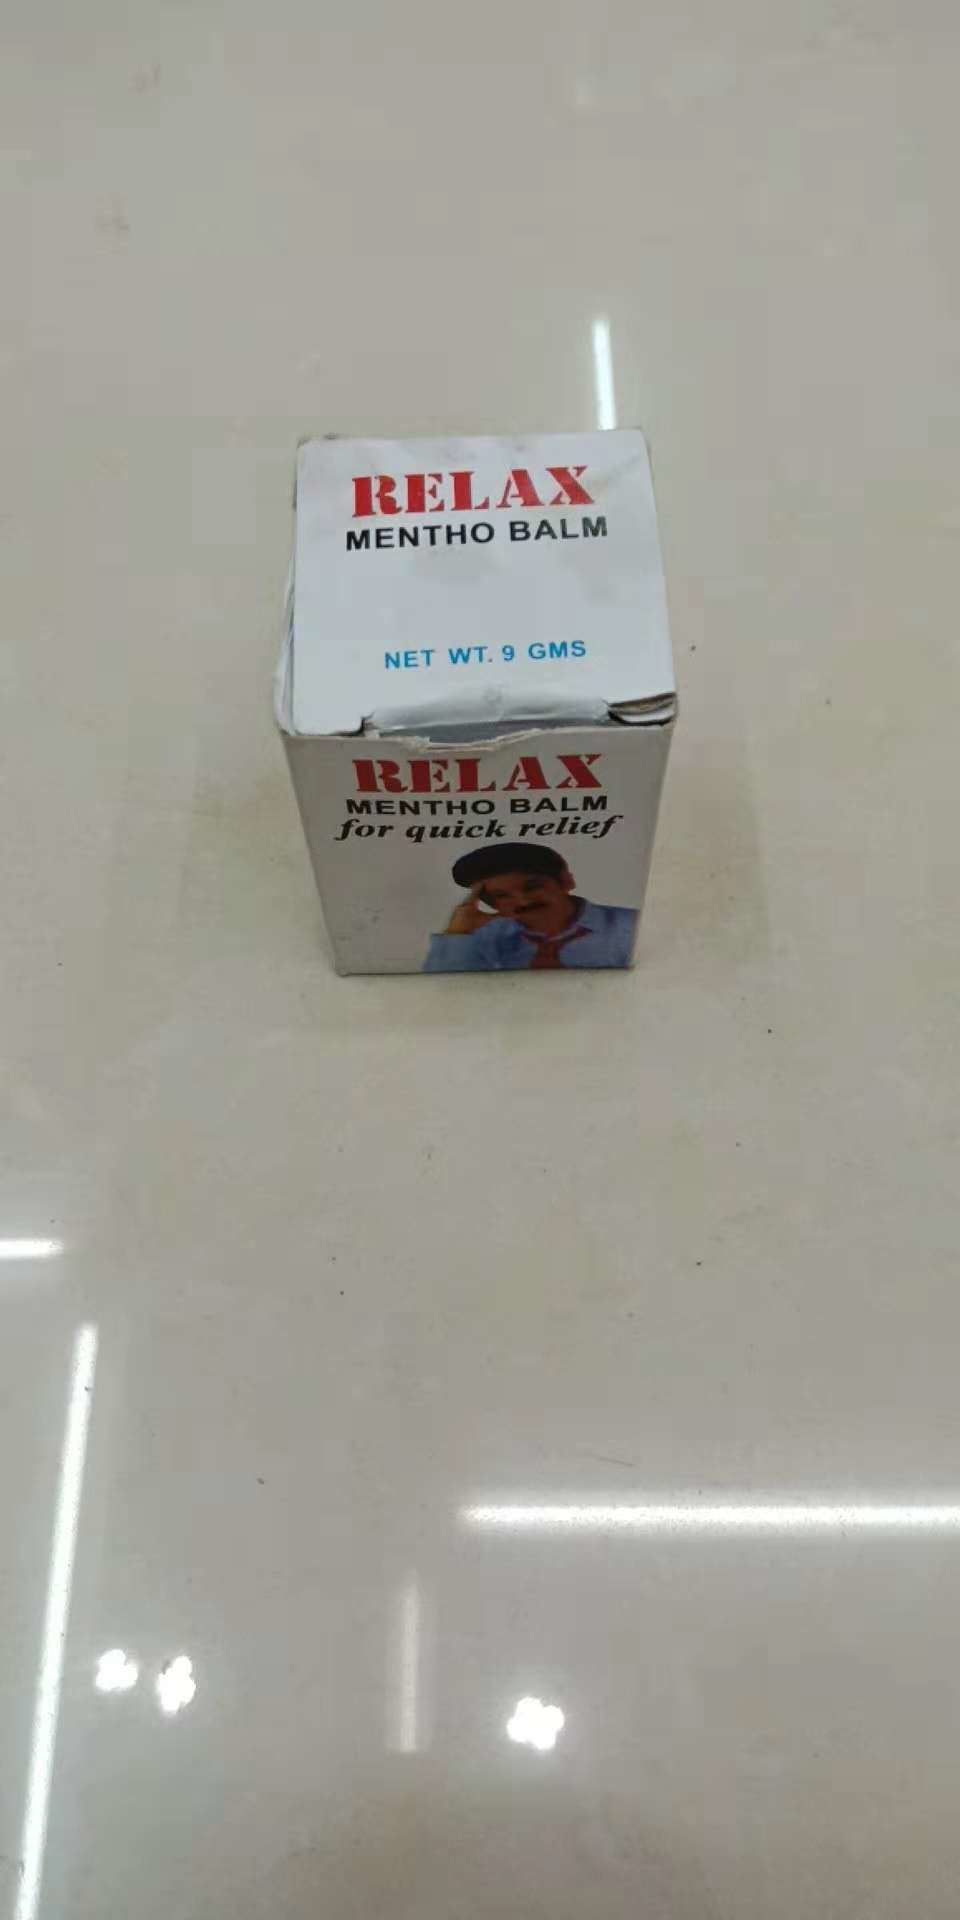 RELAX
MENTHO BALM
NET WT. 9 GMS
RELAX
MENTHO BALM
for quick relief